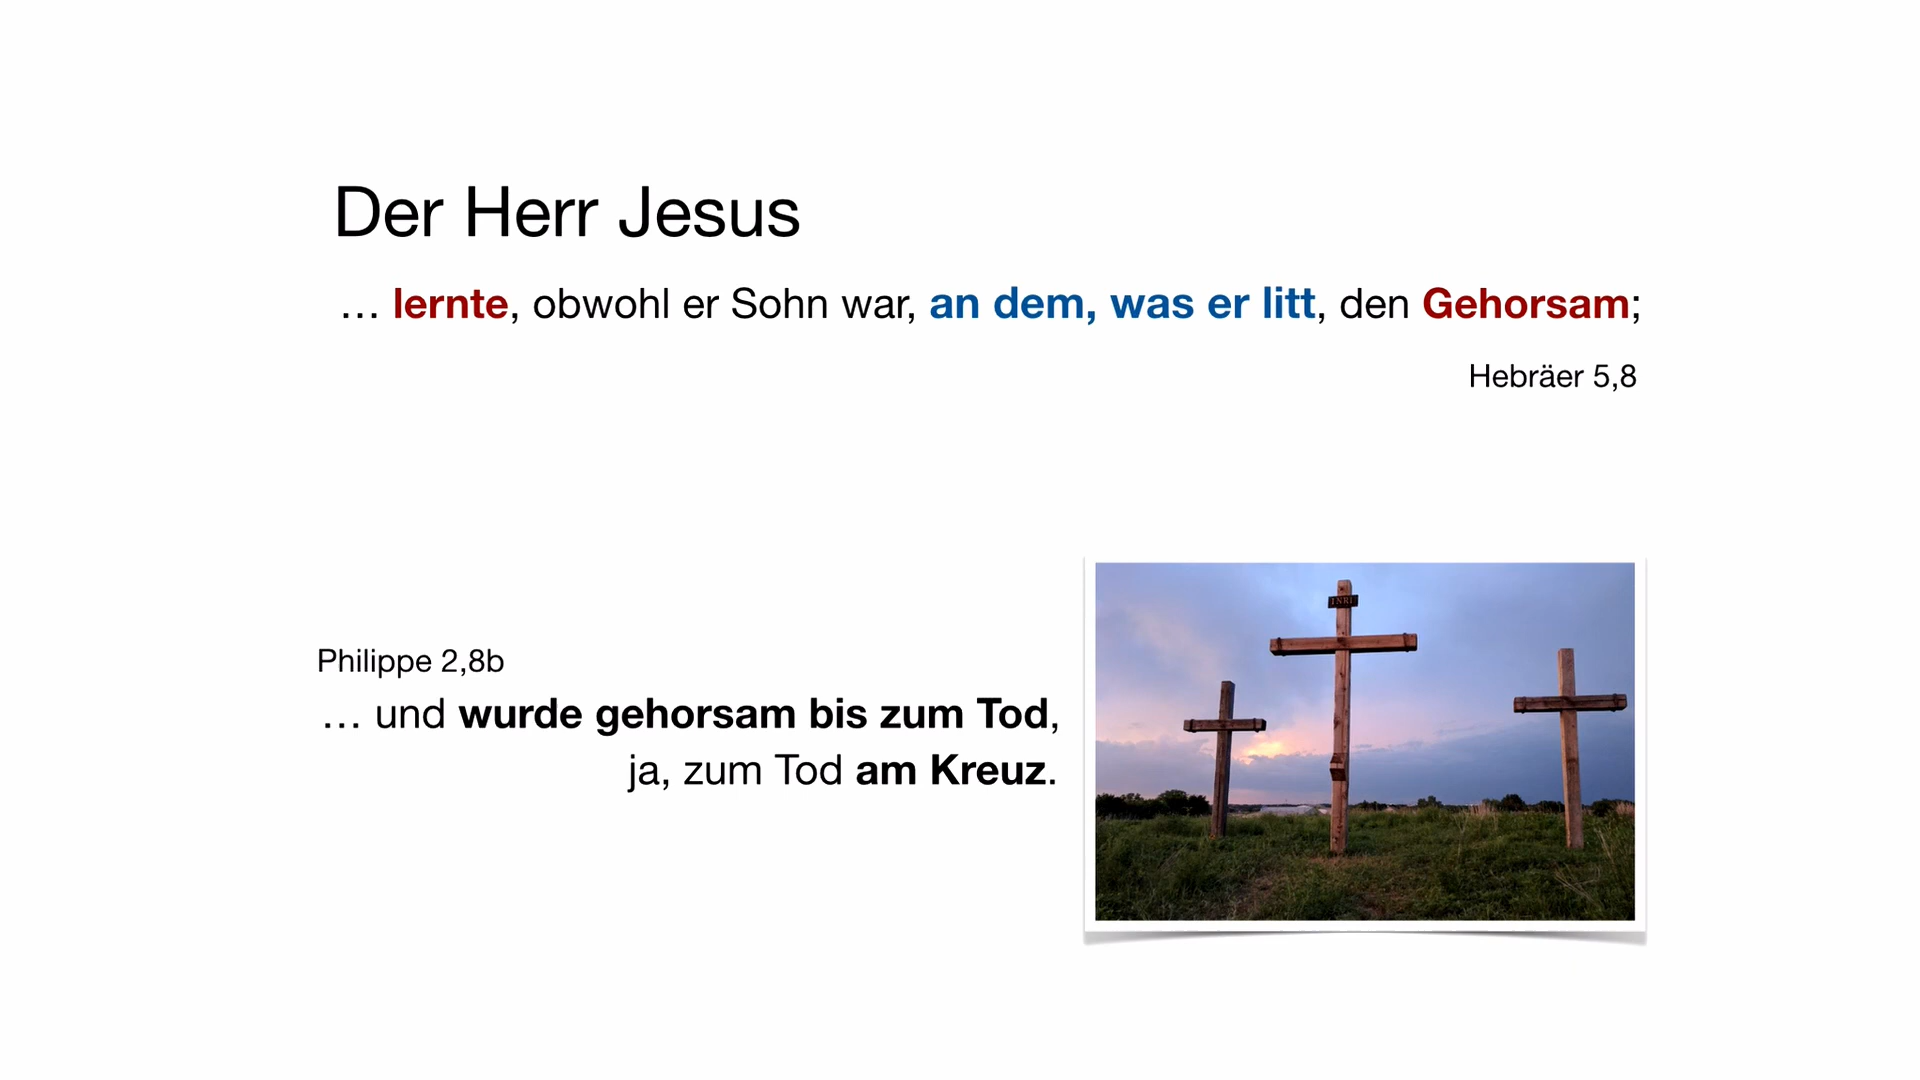 Der Herr Jesus
… lernte, obwohl er Sohn war, an dem, was er litt, den Gehorsam;
Hebräer 5,8
Philippe 2,8b
… und wurde gehorsam bis zum Tod,
ja, zum Tod am Kreuz.
INRI